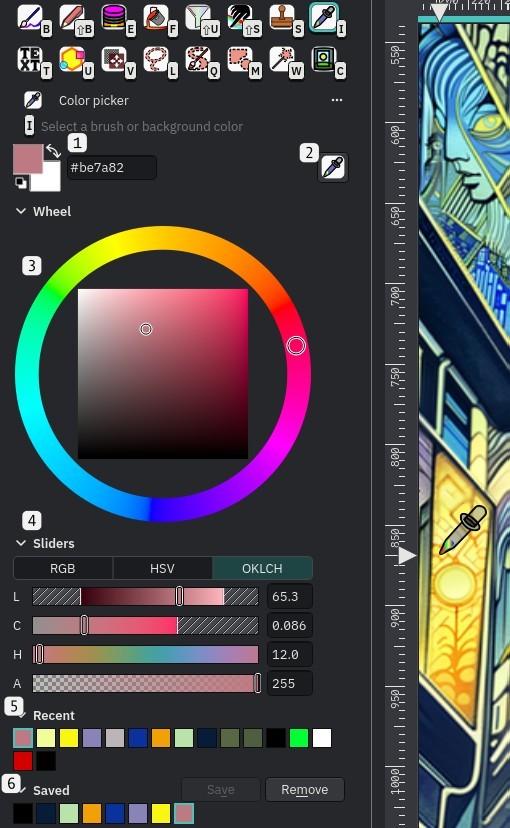 B ⇧B E F ⇧U ⇧S S I
TEXT T U V L Q M W C
Color picker ...
I Select a brush or background color
1
2
#be7a82
Wheel
3
4
Sliders
RGB HSV OKLCH
L 65.3
C 0.086
H 12.0
A 255
5
Recent
6
Saved Save Remove
550
600
650
700
750
800
850
900
950
1000